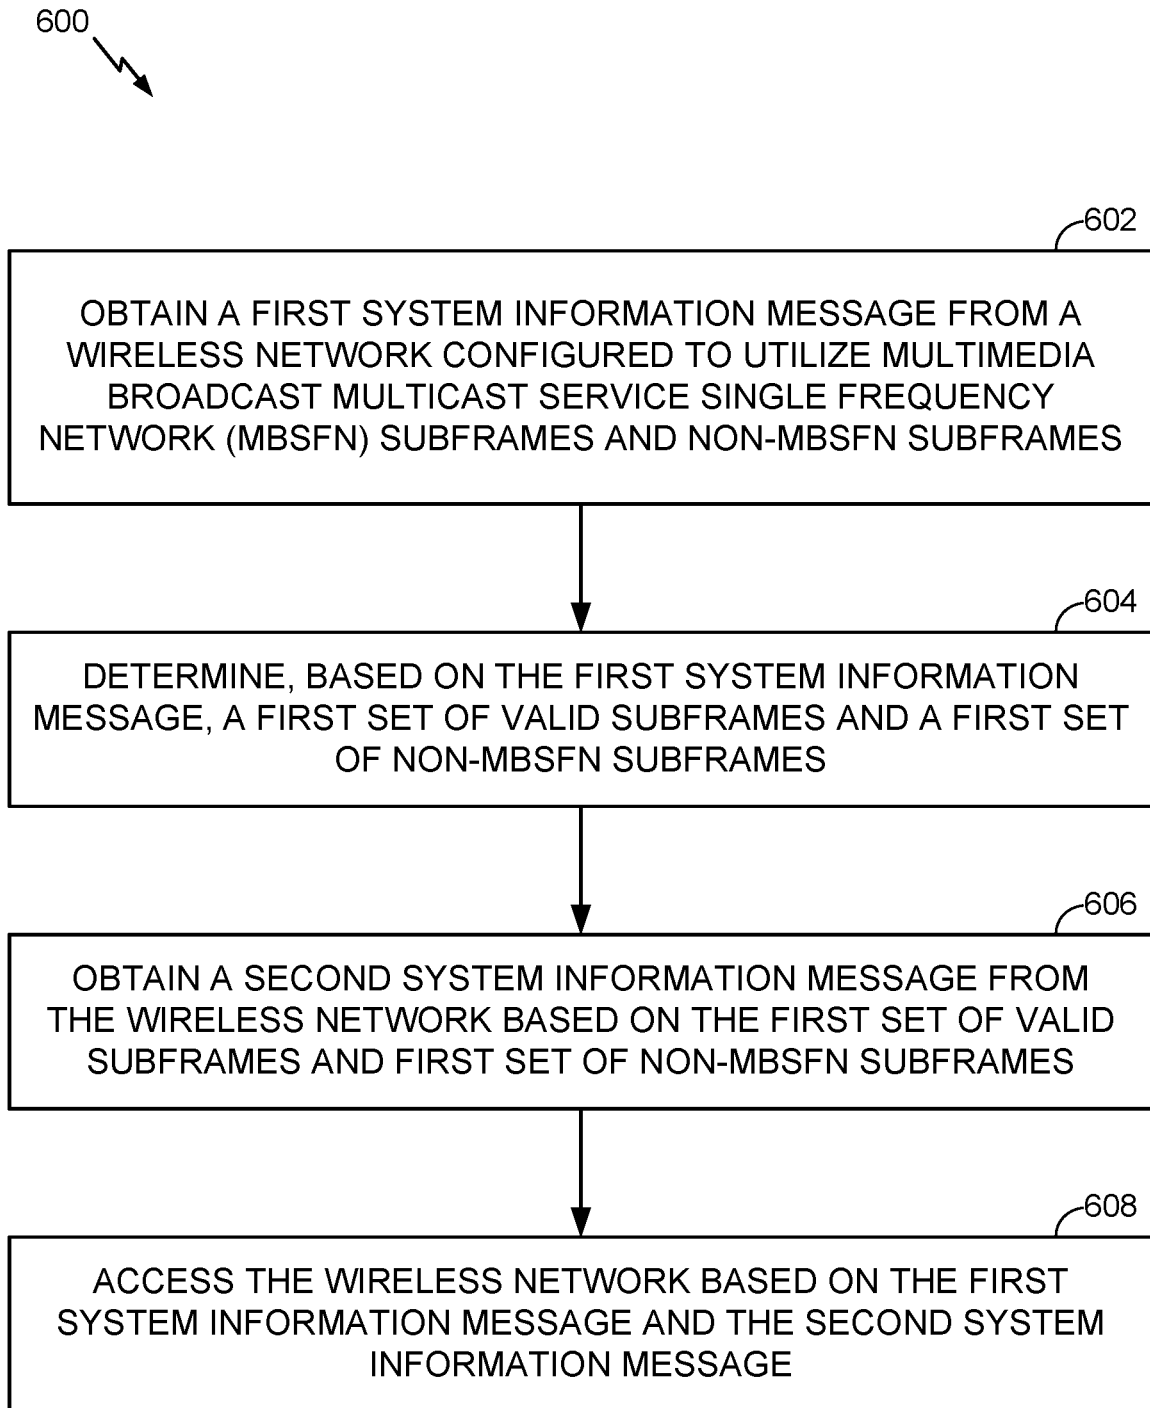 600
602
OBTAIN A FIRST SYSTEM INFORMATION MESSAGE FROM A
WIRELESS NETWORK CONFIGURED TO UTILIZE MULTIMEDIA
BROADCAST MULTICAST SERVICE SINGLE FREQUENCY
NETWORK (MBSFN) SUBFRAMES AND NON-MBSFN SUBFRAMES
604
DETERMINE, BASED ON THE FIRST SYSTEM INFORMATION
MESSAGE, A FIRST SET OF VALID SUBFRAMES AND A FIRST SET
OF NON-MBSFN SUBFRAMES
606
OBTAIN A SECOND SYSTEM INFORMATION MESSAGE FROM
THE WIRELESS NETWORK BASED ON THE FIRST SET OF VALID
SUBFRAMES AND FIRST SET OF NON-MBSFN SUBFRAMES
608
ACCESS THE WIRELESS NETWORK BASED ON THE FIRST
SYSTEM INFORMATION MESSAGE AND THE SECOND SYSTEM
INFORMATION MESSAGE